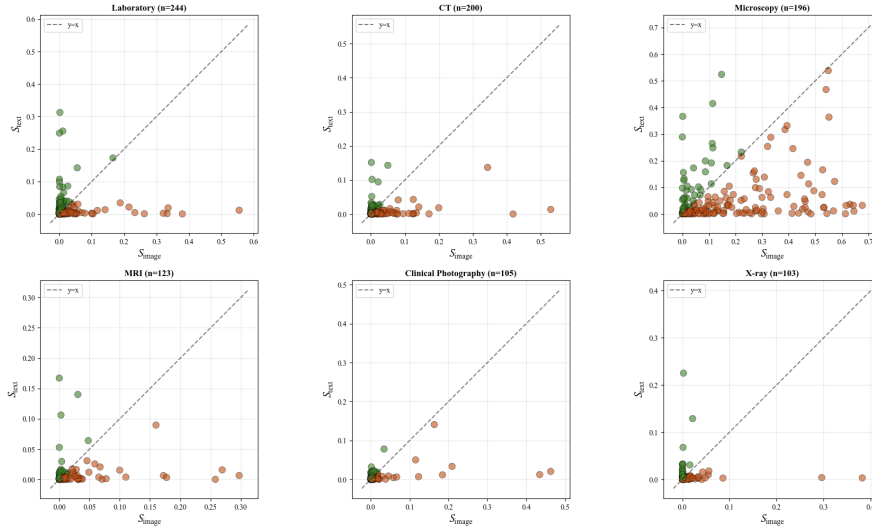 Laboratory (n=244)
y=x
S_text
0.6
0.5
0.4
0.3
0.2
0.1
0.0
0.0 0.1 0.2 0.3 0.4 0.5 0.6
S_image
CT (n=200)
y=x
S_text
0.5
0.4
0.3
0.2
0.1
0.0
0.0 0.1 0.2 0.3 0.4 0.5
S_image
Microscopy (n=196)
y=x
S_text
0.7
0.6
0.5
0.4
0.3
0.2
0.1
0.0
0.0 0.1 0.2 0.3 0.4 0.5 0.6 0.7
S_image
MRI (n=123)
y=x
S_text
0.30
0.25
0.20
0.15
0.10
0.05
0.00
0.00 0.05 0.10 0.15 0.20 0.25 0.30
S_image
Clinical Photography (n=105)
y=x
S_text
0.5
0.4
0.3
0.2
0.1
0.0
0.0 0.1 0.2 0.3 0.4 0.5
S_image
X-ray (n=103)
y=x
S_text
0.4
0.3
0.2
0.1
0.0
0.0 0.1 0.2 0.3 0.4
S_image